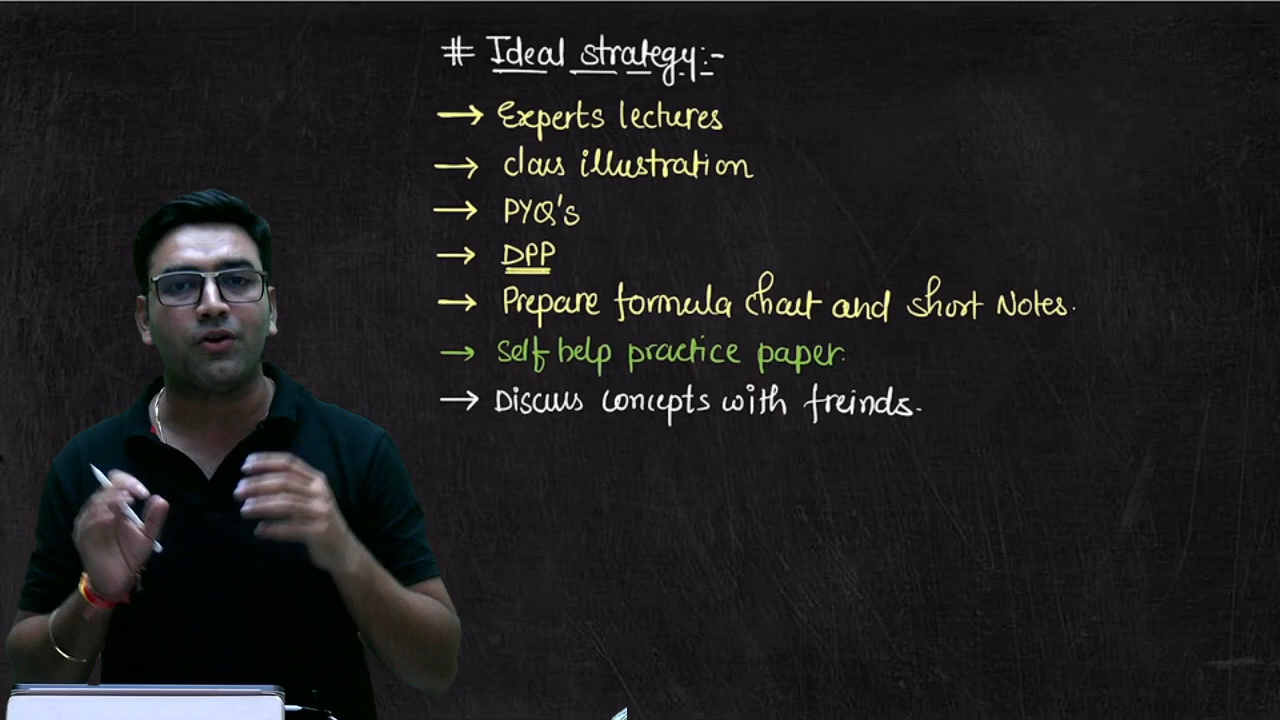 # Ideal strategy:-
→ Experts lectures
→ class illustration
→ PYQ's
→ DPP
→ Prepare formula chart and short Notes.
→ Self help practice paper.
→ Discuss concepts with freinds.